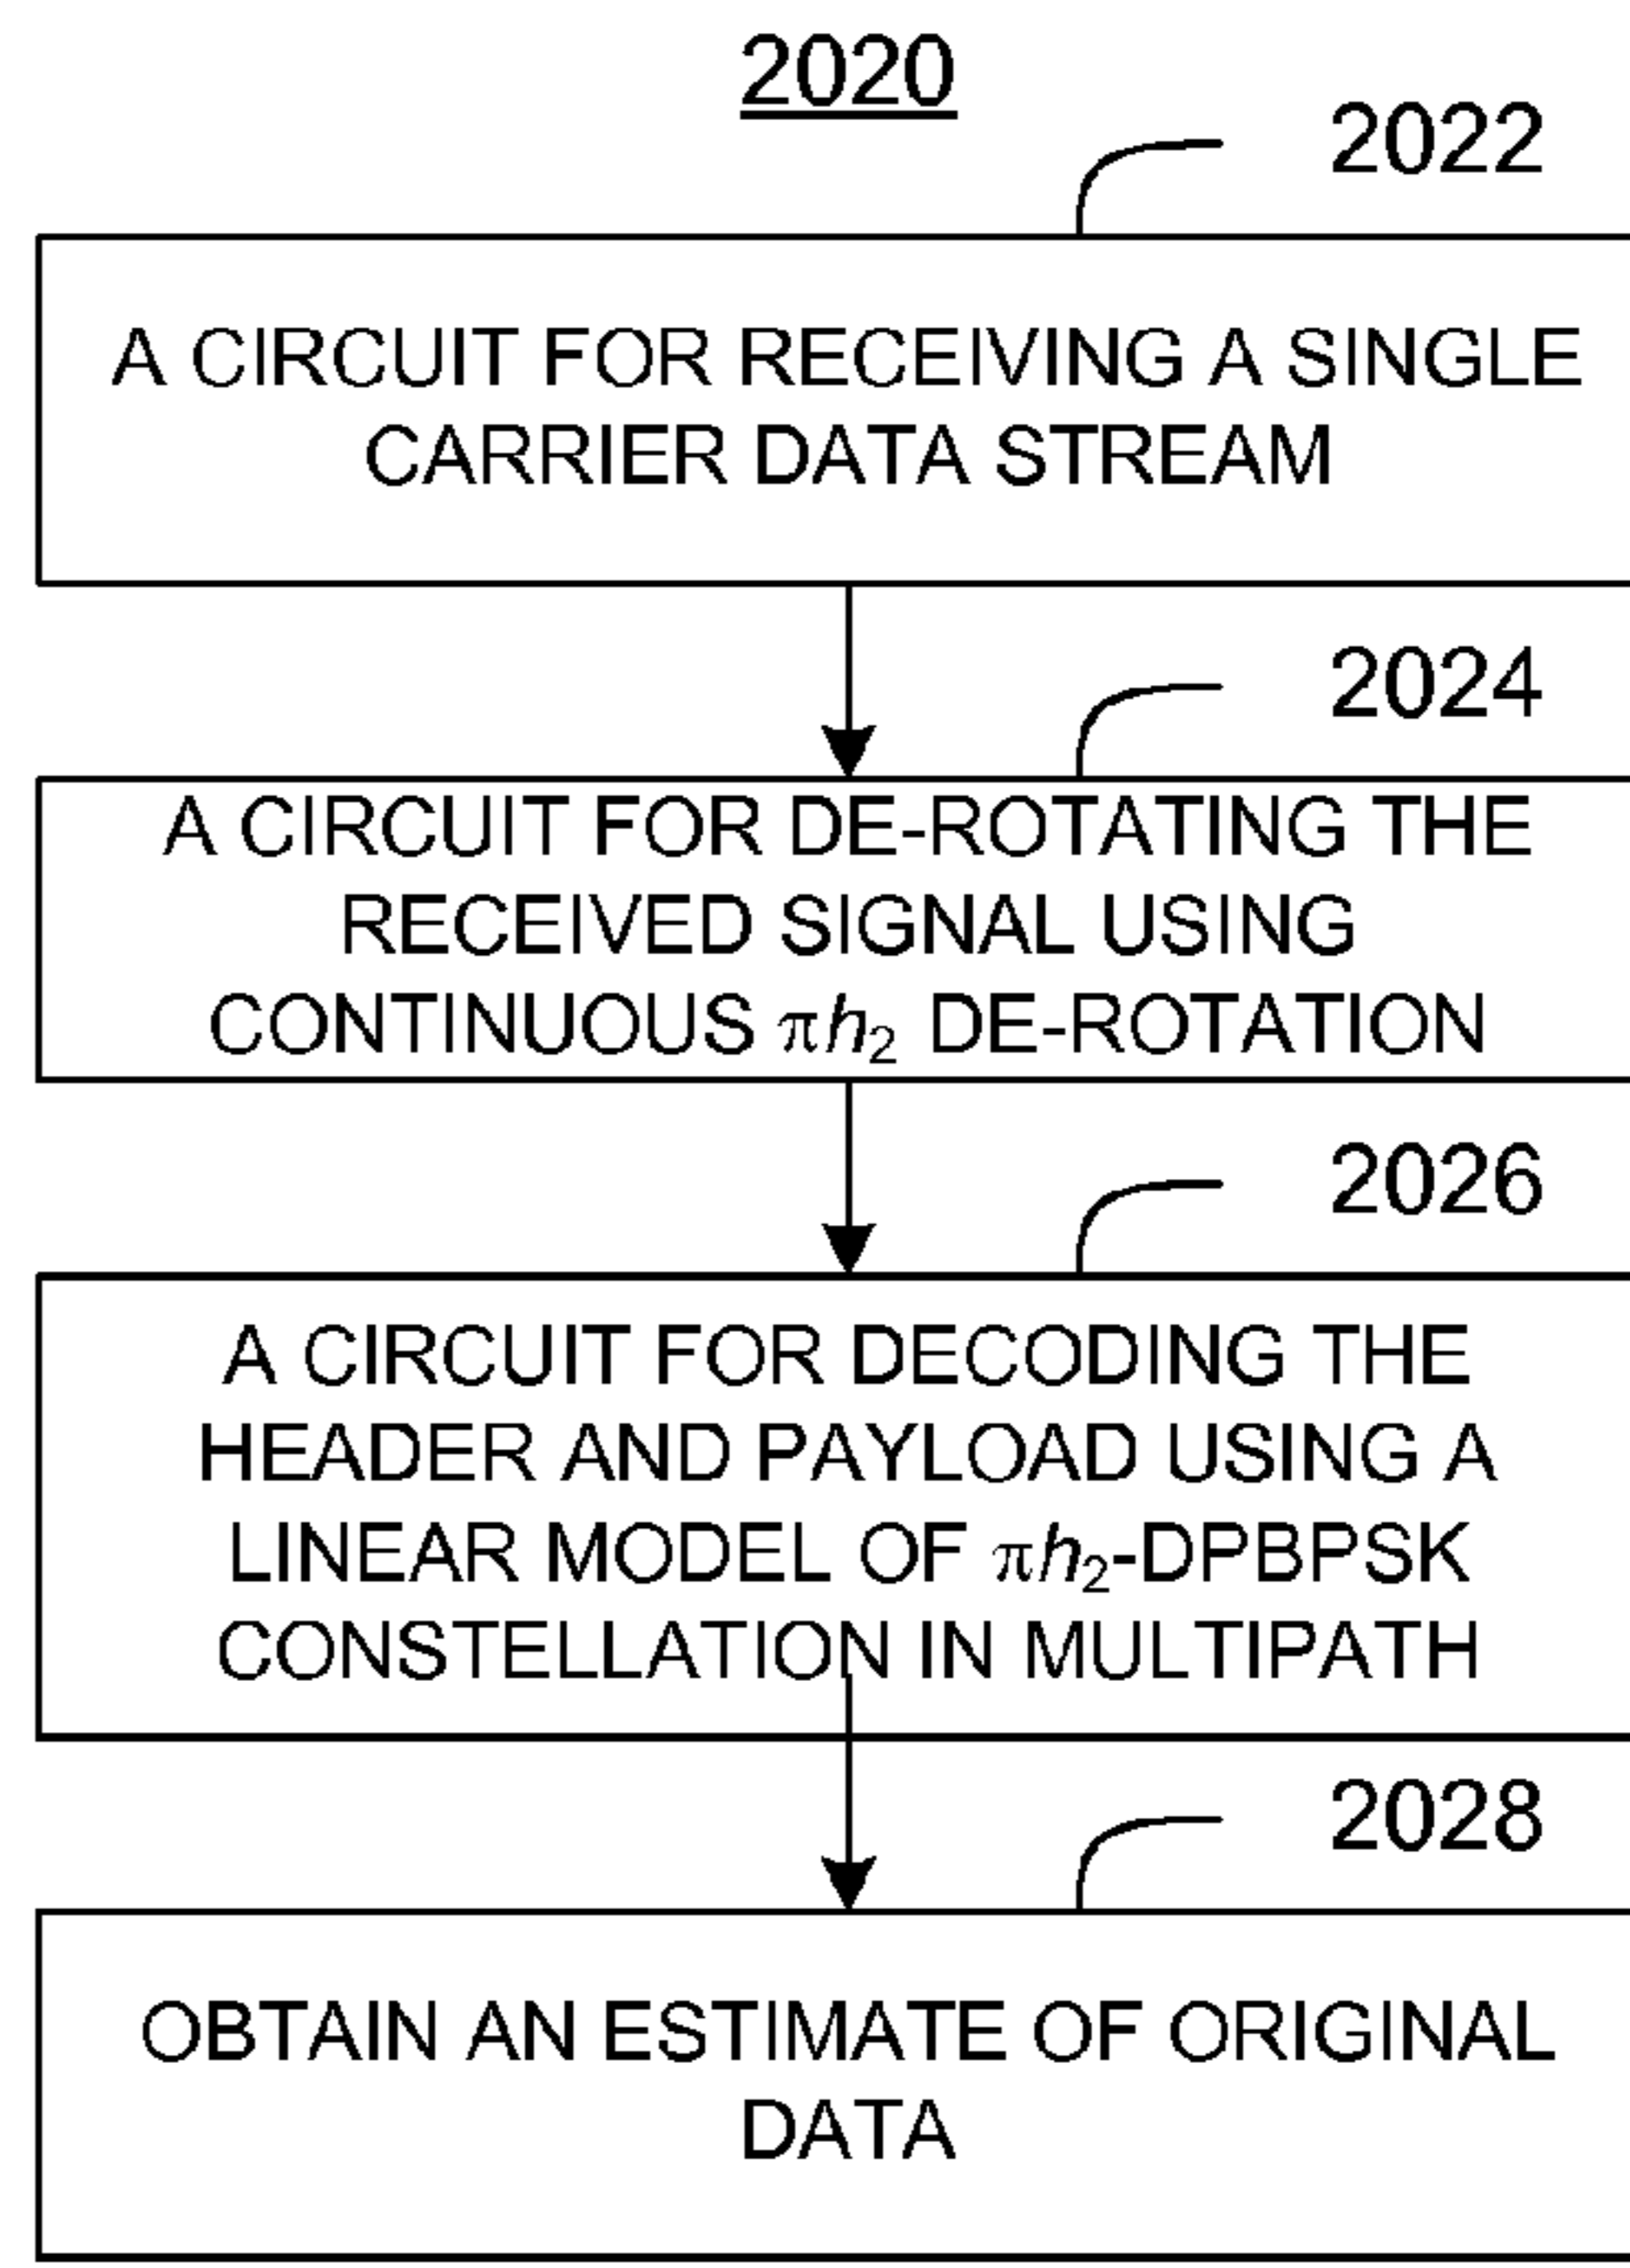 2020
2022
A CIRCUIT FOR RECEIVING A SINGLE
CARRIER DATA STREAM
2024
A CIRCUIT FOR DE-ROTATING THE
RECEIVED SIGNAL USING
CONTINUOUS πh₂ DE-ROTATION
2026
A CIRCUIT FOR DECODING THE
HEADER AND PAYLOAD USING A
LINEAR MODEL OF πh₂-DPBPSK
CONSTELLATION IN MULTIPATH
2028
OBTAIN AN ESTIMATE OF ORIGINAL
DATA